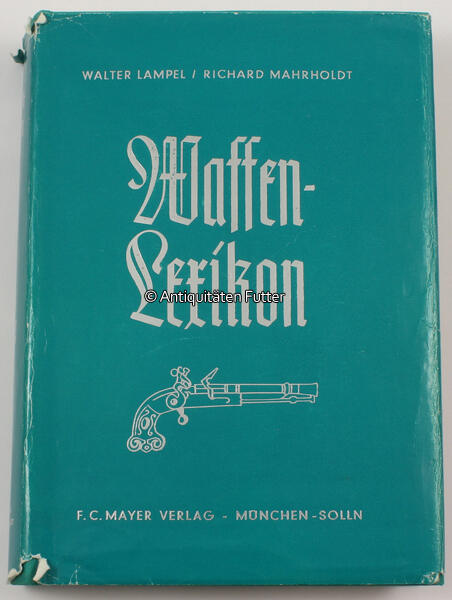 WALTER LAMPEL / RICHARD MAHRHOLDT
Waffen-
Lexikon
© Antiquitäten Futter
F. C. MAYER VERLAG - MÜNCHEN-SOLLN